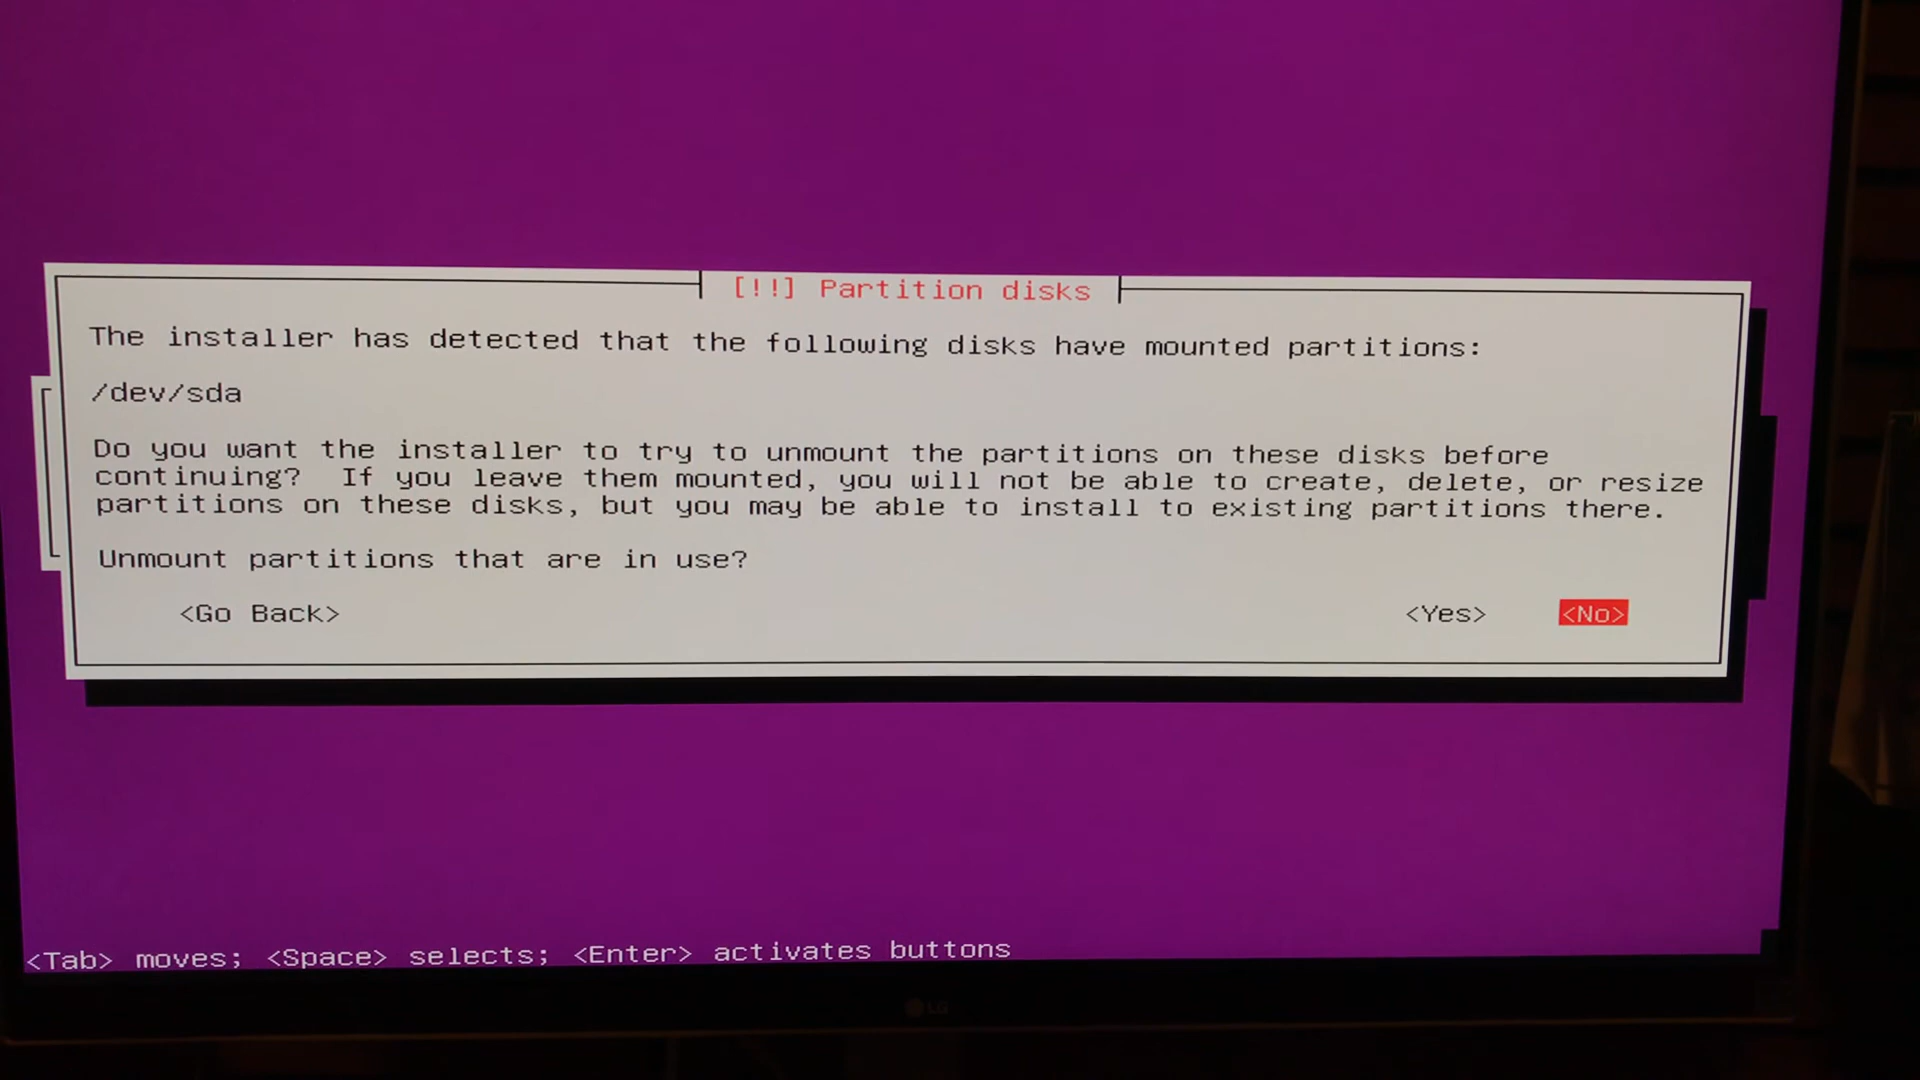 [!!] Partition disks
The installer has detected that the following disks have mounted partitions:
/dev/sda
Do you want the installer to try to unmount the partitions on these disks before
continuing?  If you leave them mounted, you will not be able to create, delete, or resize
partitions on these disks, but you may be able to install to existing partitions there.
Unmount partitions that are in use?
<Go Back> <Yes> <No>
<Tab> moves; <Space> selects; <Enter> activates buttons
LG